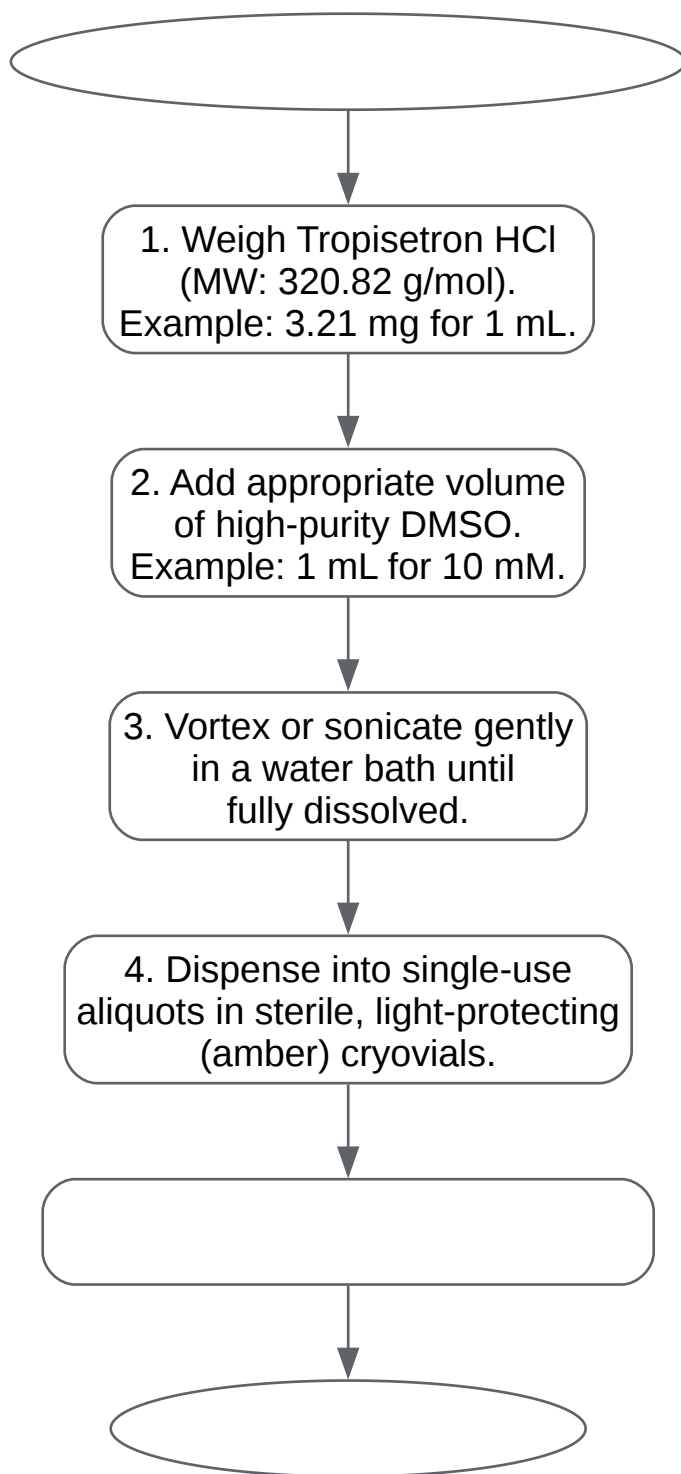 1. Weigh Tropisetron HCl
(MW: 320.82 g/mol).
Example: 3.21 mg for 1 mL.
2. Add appropriate volume
of high-purity DMSO.
Example: 1 mL for 10 mM.
3. Vortex or sonicate gently
in a water bath until
fully dissolved.
4. Dispense into single-use
aliquots in sterile, light-protecting
(amber) cryovials.